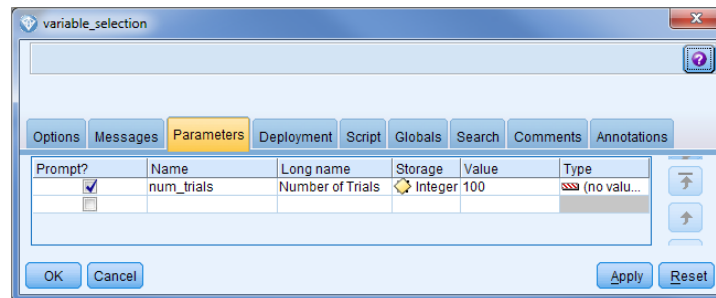 variable_selection
Options Messages Parameters Deployment Script Globals Search Comments Annotations
Prompt? Name Long name Storage Value Type
num_trials Number of Trials Integer 100 (no valu...
OK Cancel Apply Reset